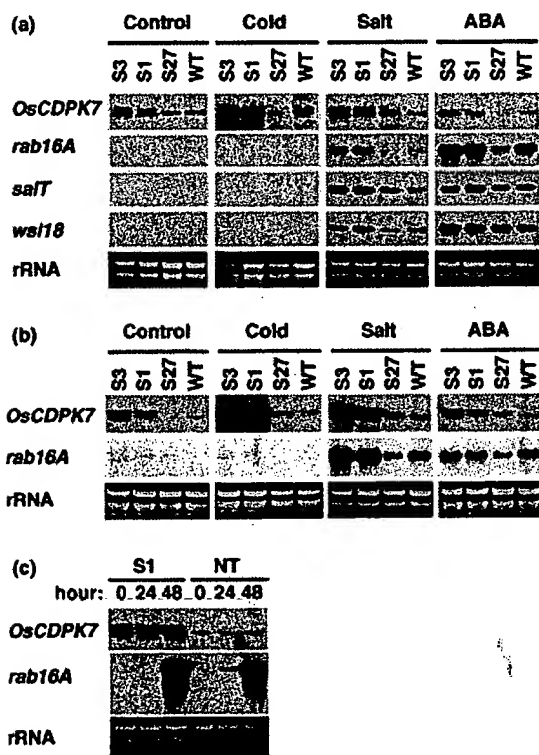 (a) Control Cold Salt ABA
S3 S1 S27 WT S3 S1 S27 WT S3 S1 S27 WT S3 S1 S27 WT
OsCDPK7
rab16A
salT
wsl18
rRNA
(b) Control Cold Salt ABA
S3 S1 S27 WT S3 S1 S27 WT S3 S1 S27 WT S3 S1 S27 WT
OsCDPK7
rab16A
rRNA
(c) S1 NT
hour: 0 24 48 0 24 48
OsCDPK7
rab16A
rRNA